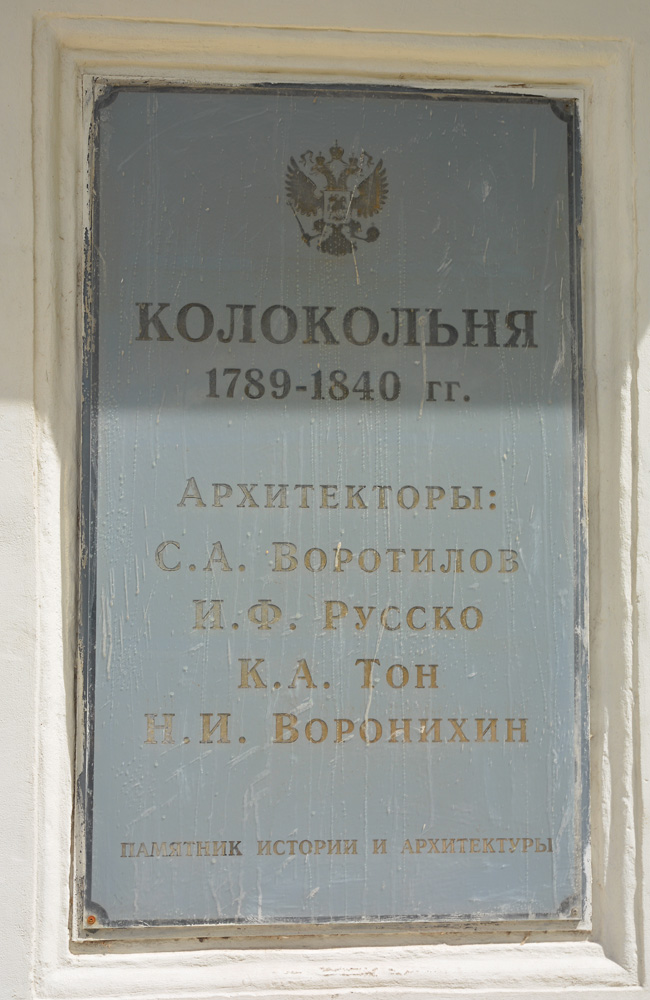 КОЛОКОЛЬНЯ
1789-1840 гг.
АРХИТЕКТОРЫ:
С.А. ВОРОТИЛОВ
И.Ф. РУССКО
К.А. ТОН
Н.И. ВОРОНИХИН
ПАМЯТНИК ИСТОРИИ И АРХИТЕКТУРЫ